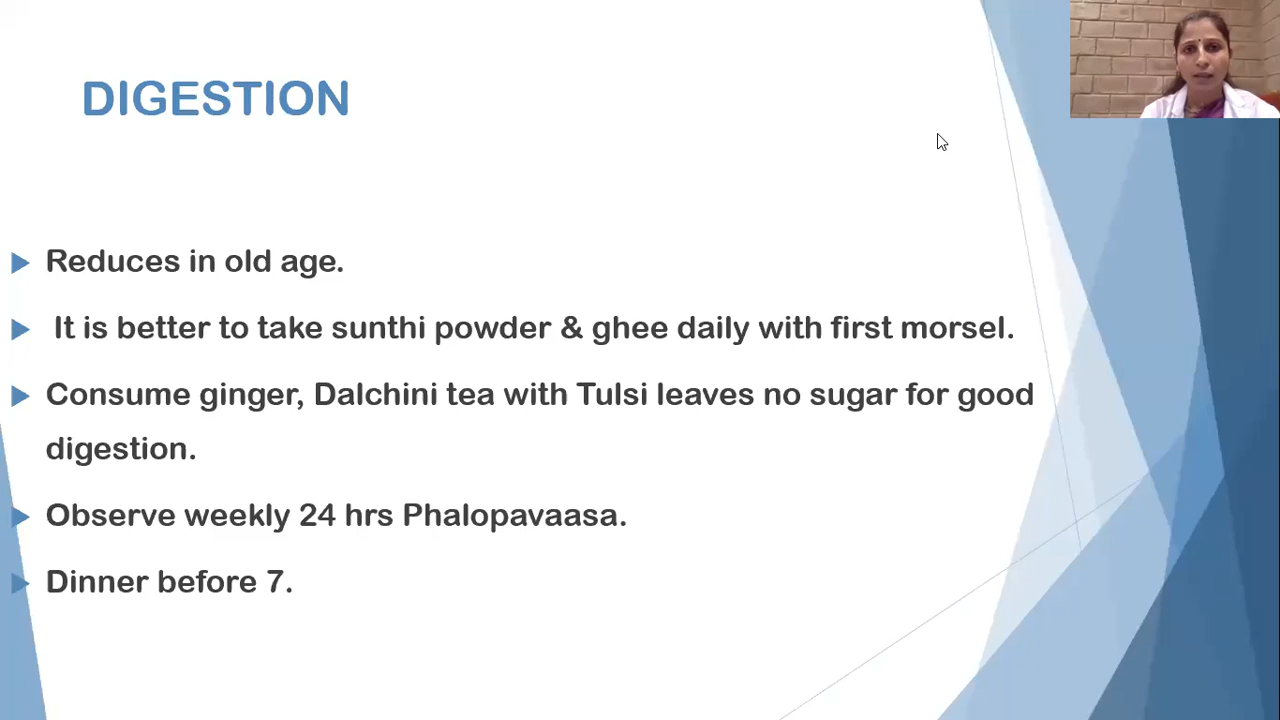 DIGESTION
Reduces in old age.
It is better to take sunthi powder & ghee daily with first morsel.
Consume ginger, Dalchini tea with Tulsi leaves no sugar for good
digestion.
Observe weekly 24 hrs Phalopavaasa.
Dinner before 7.